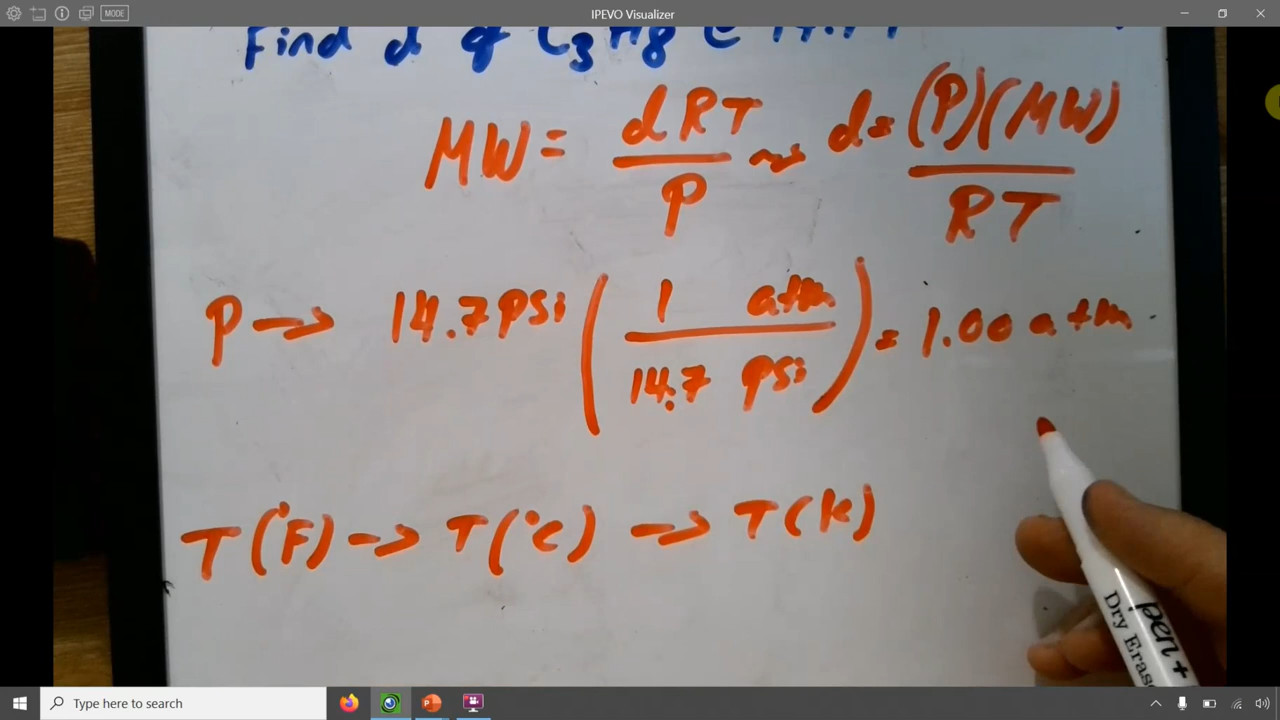 MODE
IPEVO Visualizer
Find d of C3H8 @
MW = dRT / P ⇝ d = (P)(MW) / RT
P → 14.7 psi ( 1 atm / 14.7 psi ) = 1.00 atm
T(°F) → T(°C) → T(K)
pen+
Dry Erase
Type here to search